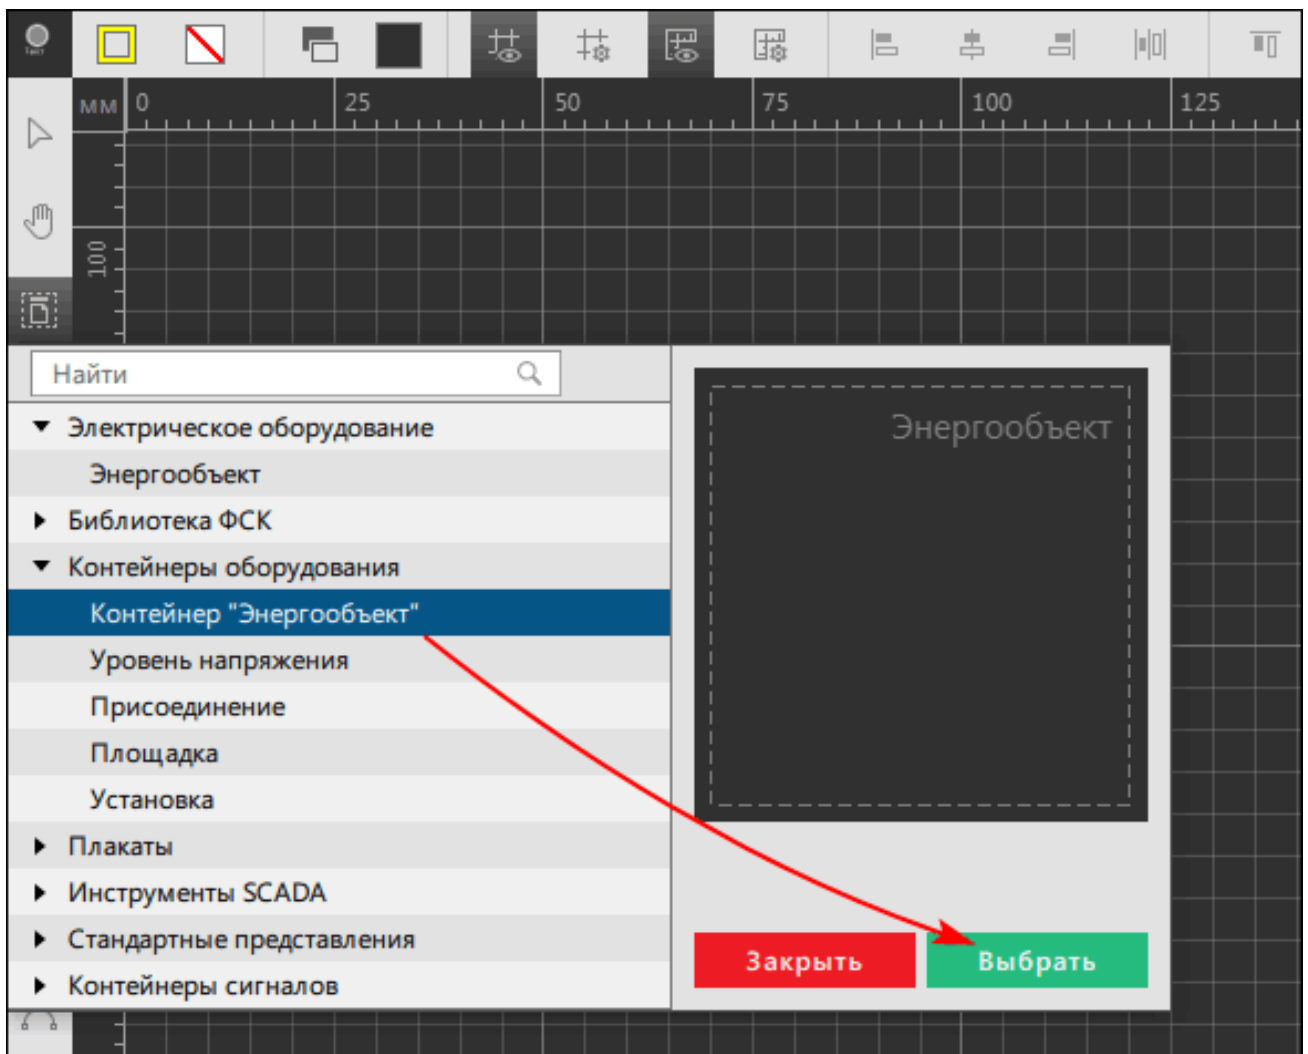 Текст
мм 0 25 50 75 100 125
100
Найти
Электрическое оборудование
Энергообъект
Библиотека ФСК
Контейнеры оборудования
Контейнер "Энергообъект"
Уровень напряжения
Присоединение
Площадка
Установка
Плакаты
Инструменты SCADA
Стандартные представления
Контейнеры сигналов
Энергообъект
Закрыть
Выбрать